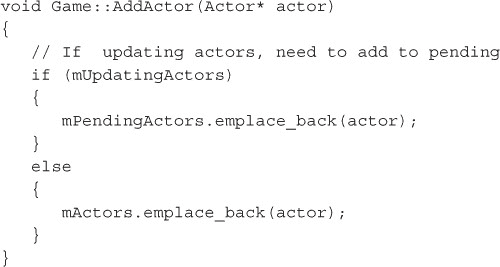 void Game::AddActor(Actor* actor)
{
   // If  updating actors, need to add to pending
   if (mUpdatingActors)
   {
      mPendingActors.emplace_back(actor);
   }
   else
   {
      mActors.emplace_back(actor);
   }
}